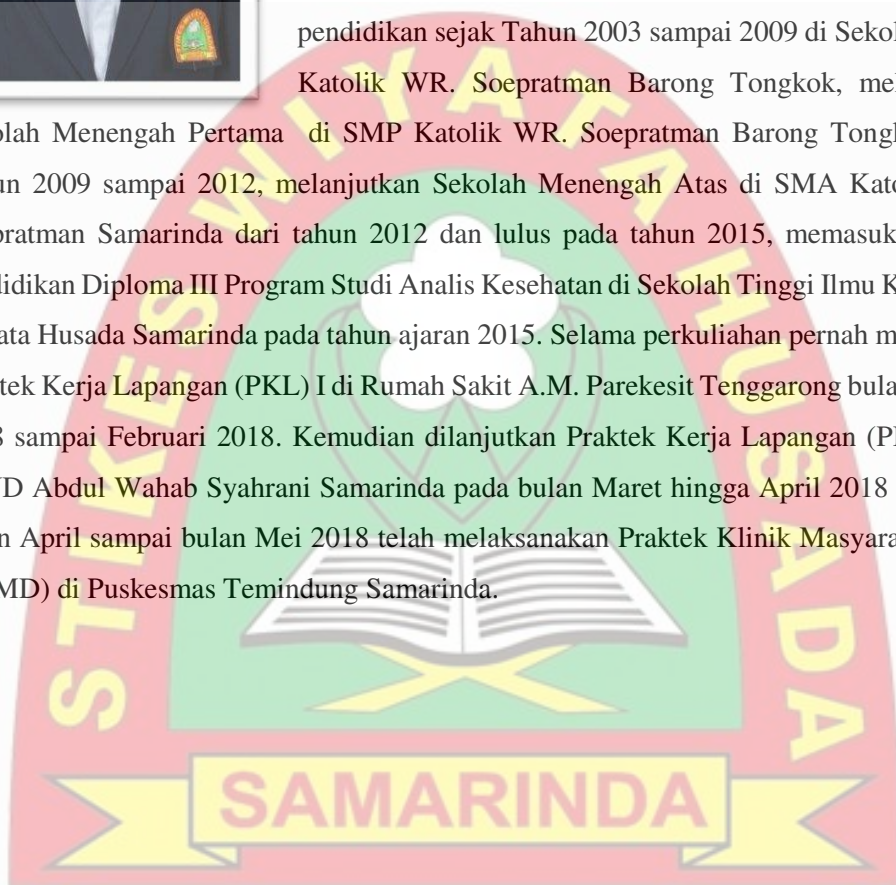 pendidikan sejak Tahun 2003 sampai 2009 di Sekol
Katolik WR. Soepratman Barong Tongkok, mel
olah Menengah Pertama di SMP Katolik WR. Soepratman Barong Tongk
un 2009 sampai 2012, melanjutkan Sekolah Menengah Atas di SMA Kato
pratman Samarinda dari tahun 2012 dan lulus pada tahun 2015, memasuk
didikan Diploma III Program Studi Analis Kesehatan di Sekolah Tinggi Ilmu K
ata Husada Samarinda pada tahun ajaran 2015. Selama perkuliahan pernah m
ktek Kerja Lapangan (PKL) I di Rumah Sakit A.M. Parekesit Tenggarong bula
8 sampai Februari 2018. Kemudian dilanjutkan Praktek Kerja Lapangan (P
D Abdul Wahab Syahrani Samarinda pada bulan Maret hingga April 2018
n April sampai bulan Mei 2018 telah melaksanakan Praktek Klinik Masyara
MD) di Puskesmas Temindung Samarinda.
STIKES WIYATA HUSADA
SAMARINDA